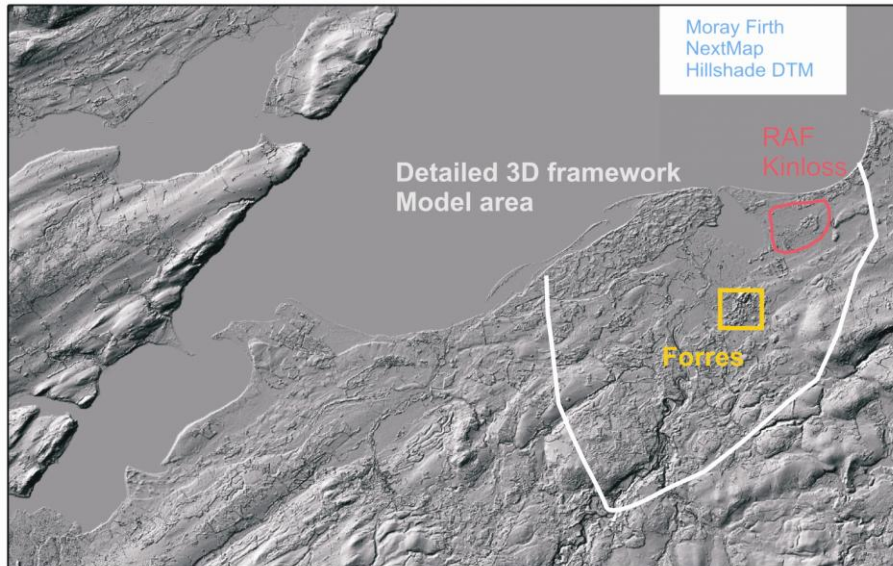 Moray Firth
NextMap
Hillshade DTM
RAF
Kinloss
Detailed 3D framework
Model area
Forres